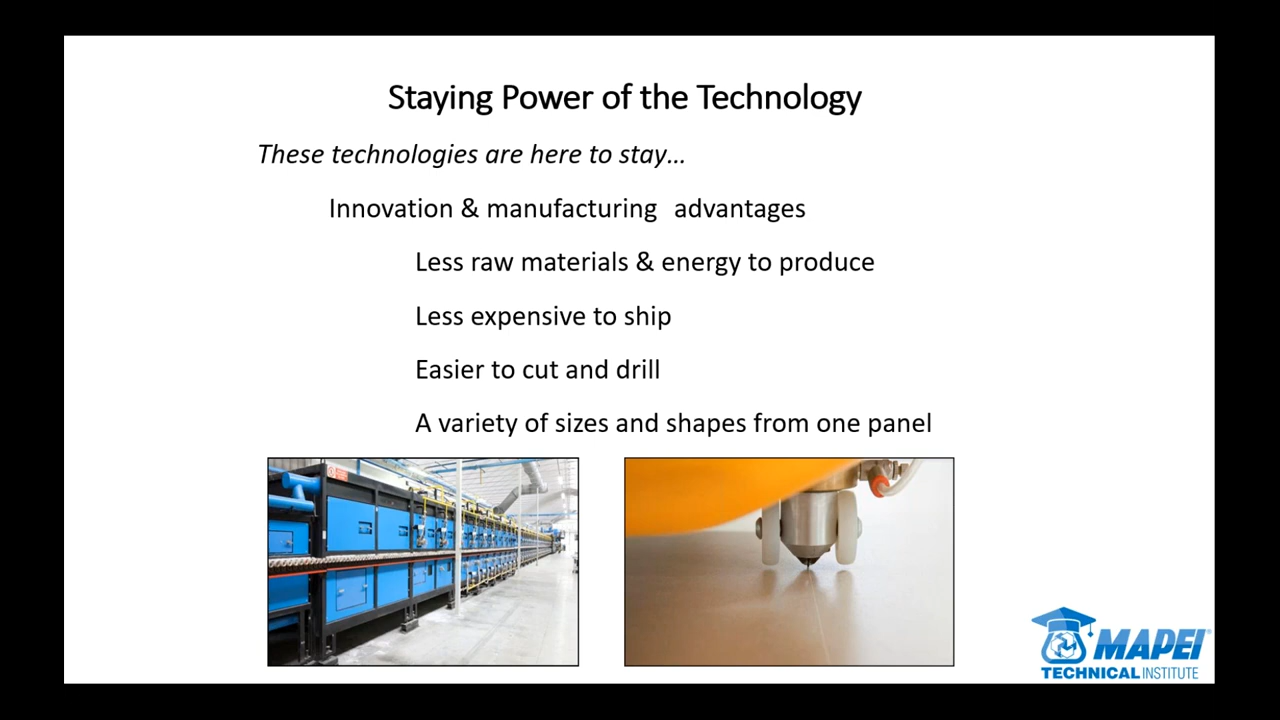 Staying Power of the Technology
These technologies are here to stay…
Innovation & manufacturing advantages
Less raw materials & energy to produce
Less expensive to ship
Easier to cut and drill
A variety of sizes and shapes from one panel
MAPEI®
TECHNICAL INSTITUTE